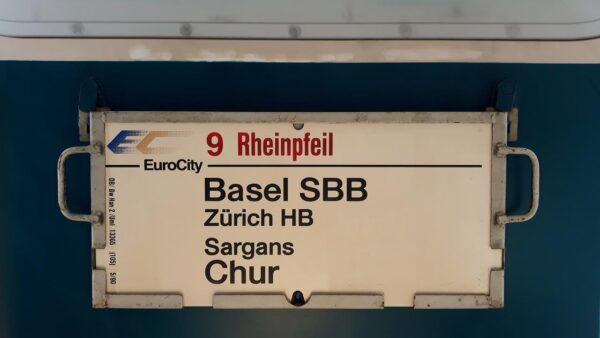 EC 9 Rheinpfeil
EuroCity
Basel SBB
Zürich HB
Sargans
Chur